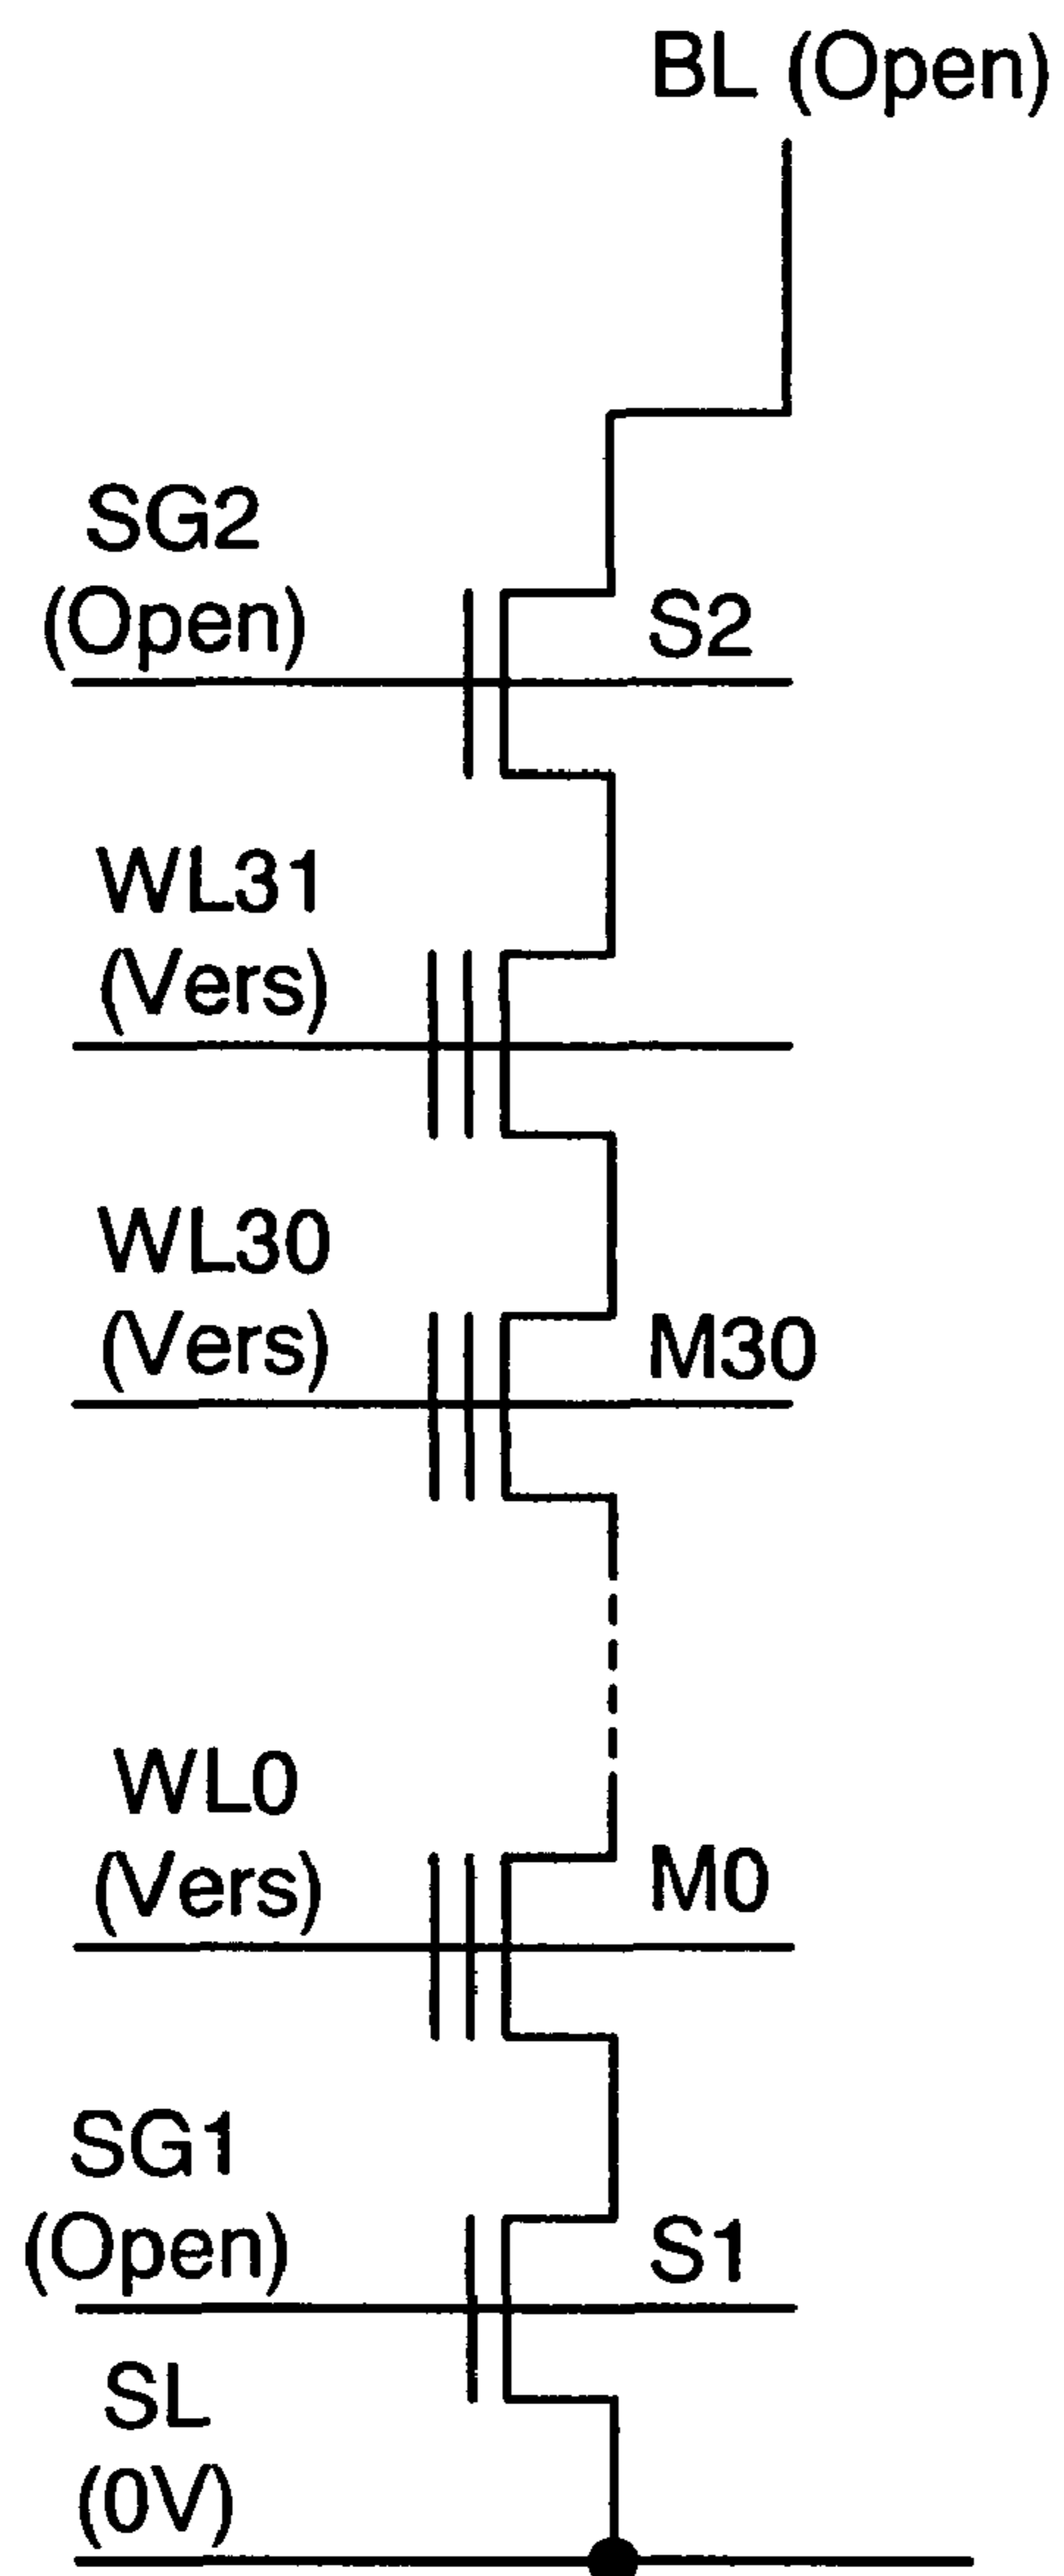 BL (Open)
SG2
(Open)
S2
WL31
(Vers)
WL30
(Vers)
M30
WL0
(Vers)
M0
SG1
(Open)
S1
SL
(0V)